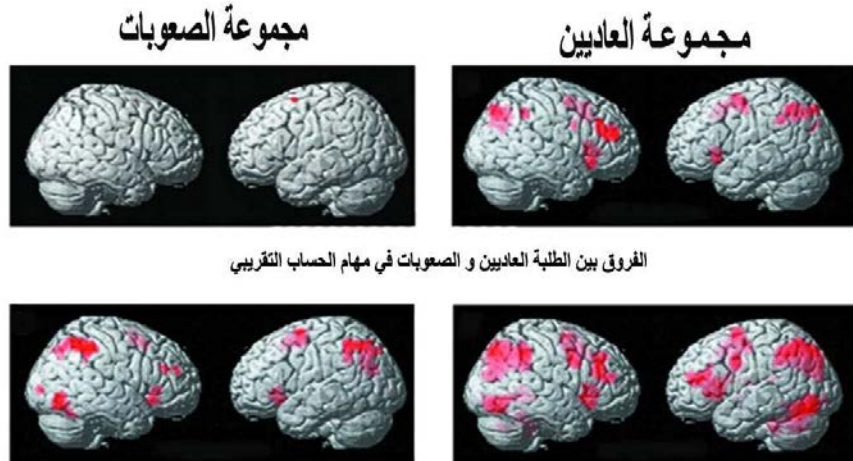 مجموعة العاديين
مجموعة الصعوبات
الفروق بين الطلبة العاديين و الصعوبات في مهام الحساب التقريبي